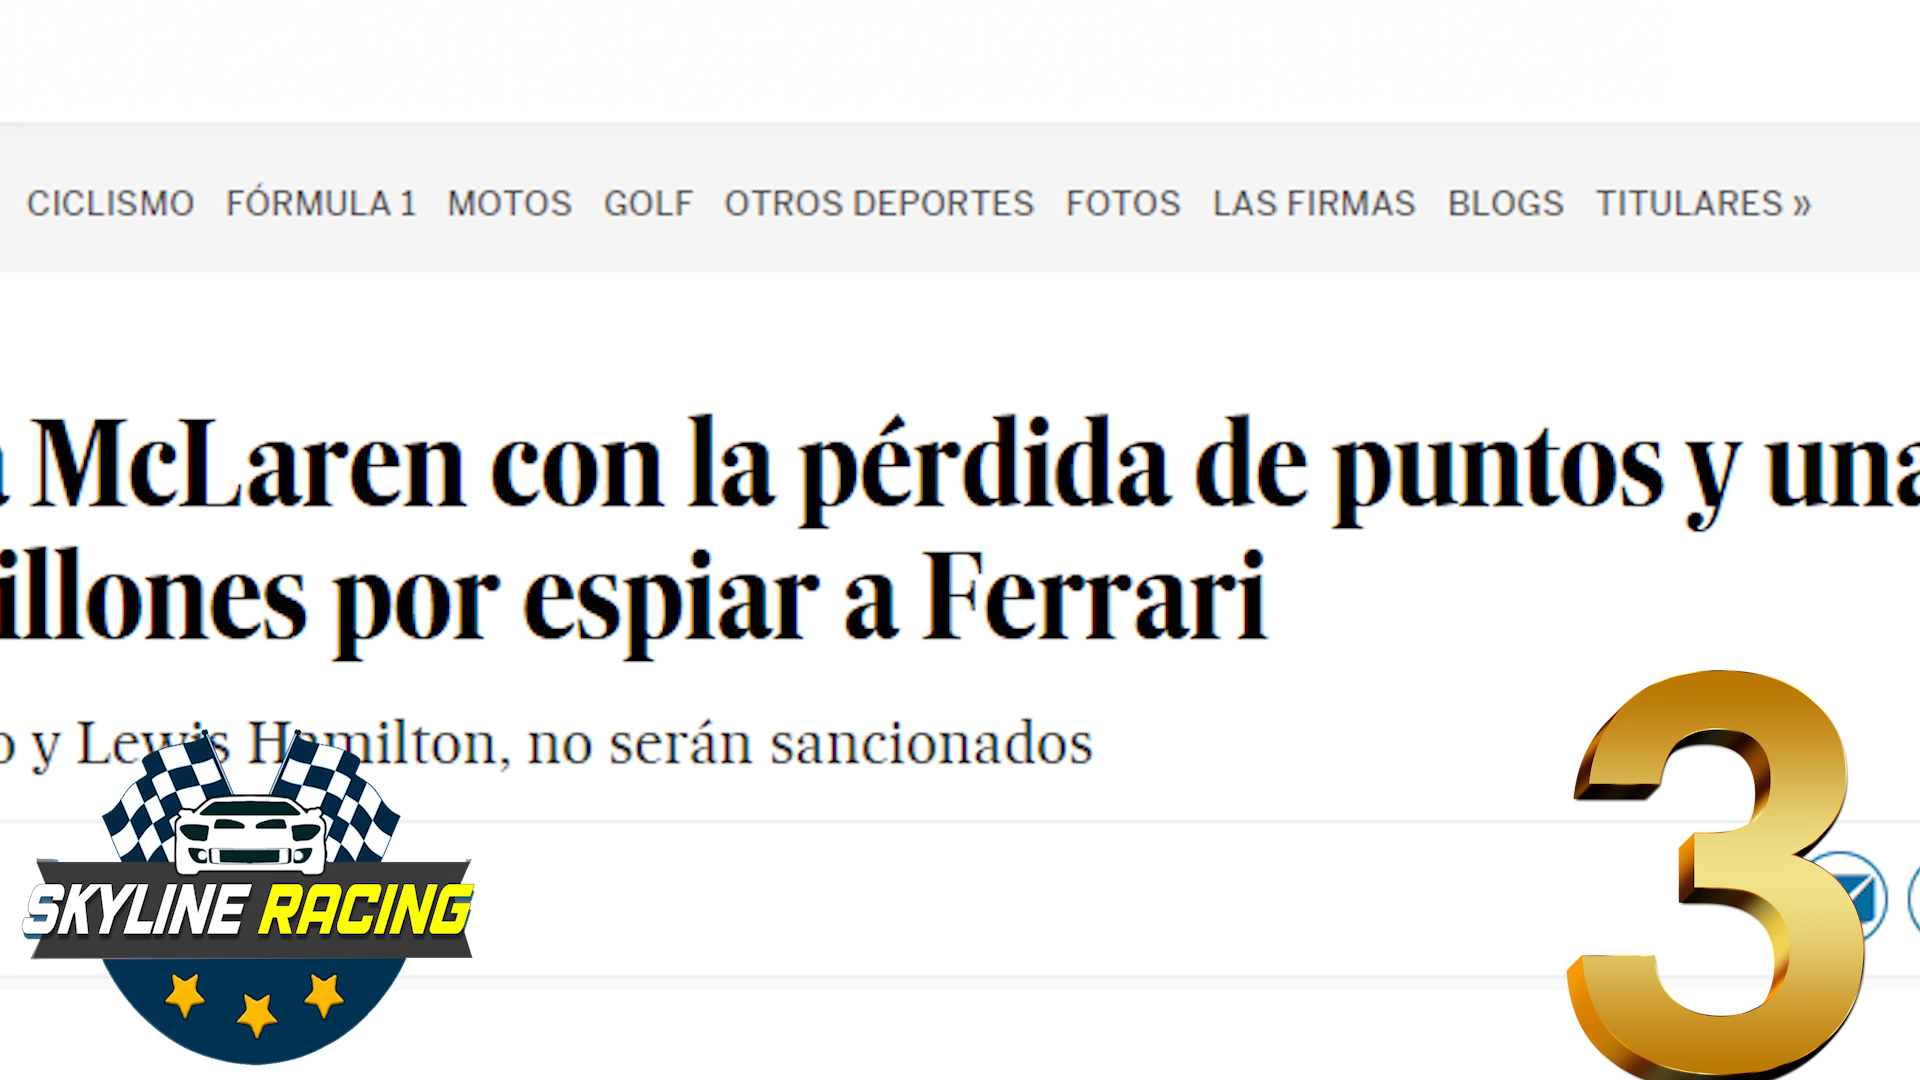 CICLISMO FÓRMULA 1 MOTOS GOLF OTROS DEPORTES FOTOS LAS FIRMAS BLOGS TITULARES »
McLaren con la pérdida de puntos y una
illones por espiar a Ferrari
o y Lewis Hamilton, no serán sancionados
SKYLINE RACING
3